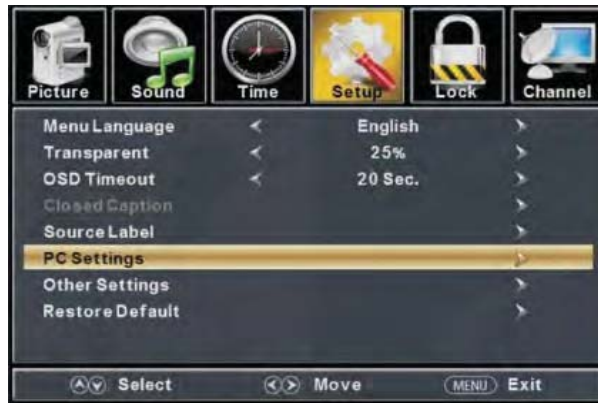 Picture Sound Time Setup Lock Channel
Menu Language English
Transparent 25%
OSD Timeout 20 Sec.
Closed Caption
Source Label
PC Settings
Other Settings
Restore Default
Select Move MENU Exit